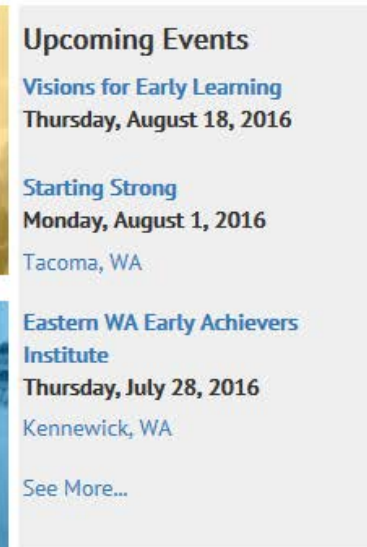 Upcoming Events
Visions for Early Learning
Thursday, August 18, 2016
Starting Strong
Monday, August 1, 2016
Tacoma, WA
Eastern WA Early Achievers
Institute
Thursday, July 28, 2016
Kennewick, WA
See More...